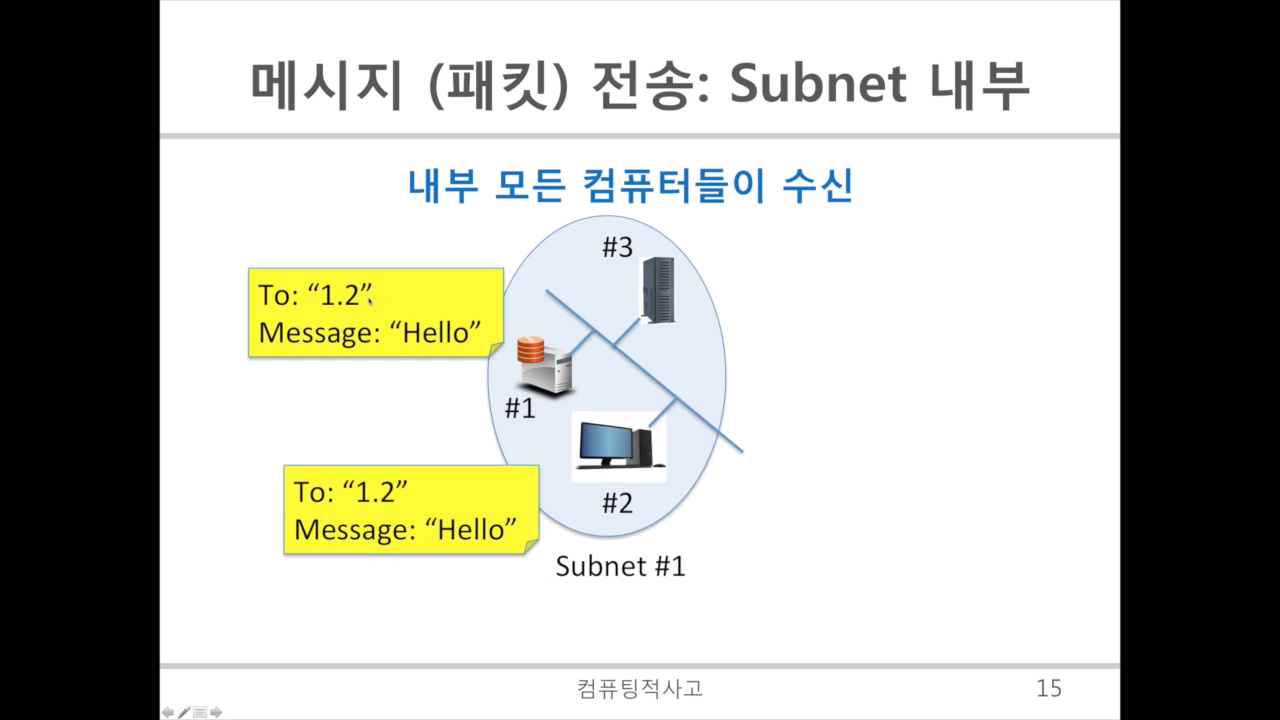 메시지 (패킷) 전송: Subnet 내부
내부 모든 컴퓨터들이 수신
#3
To: “1.2”
Message: “Hello”
#1
#2
To: “1.2”
Message: “Hello”
Subnet #1
컴퓨팅적사고
15